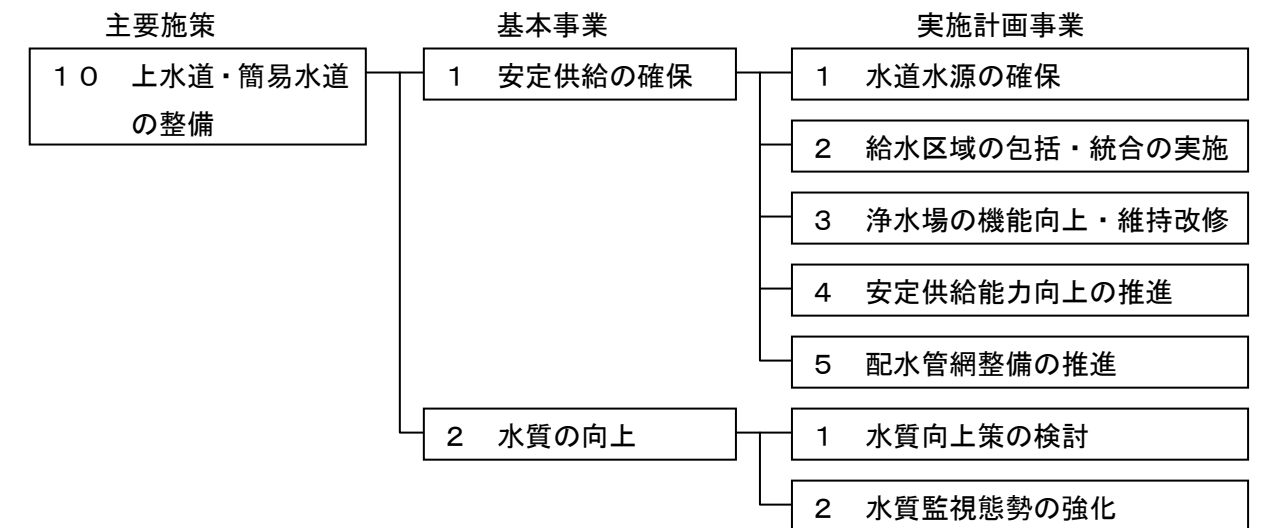 主要施策
基本事業
実施計画事業
１０　上水道・簡易水道
の整備
１　安定供給の確保
１　水道水源の確保
２　給水区域の包括・統合の実施
３　浄水場の機能向上・維持改修
４　安定供給能力向上の推進
５　配水管網整備の推進
２　水質の向上
１　水質向上策の検討
２　水質監視態勢の強化